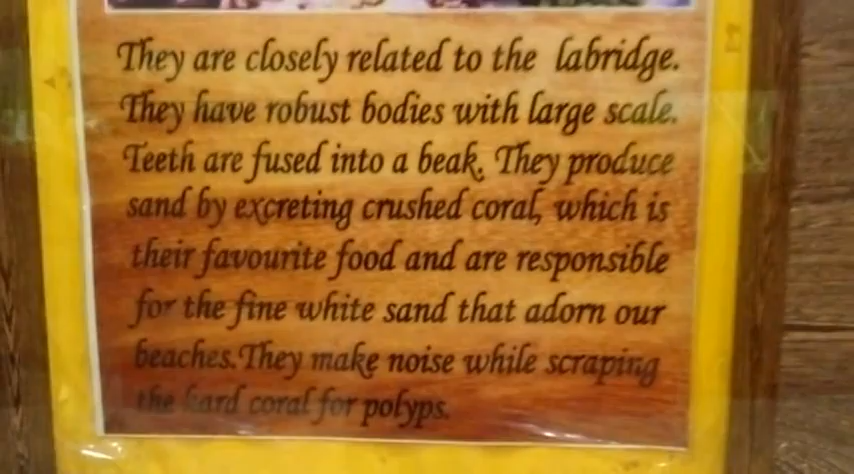 They are closely related to the labridge.
They have robust bodies with large scale.
Teeth are fused into a beak. They produce
sand by excreting crushed coral, which is
their favourite food and are responsible
for the fine white sand that adorn our
beaches.They make noise while scraping
the hard coral for polyps.